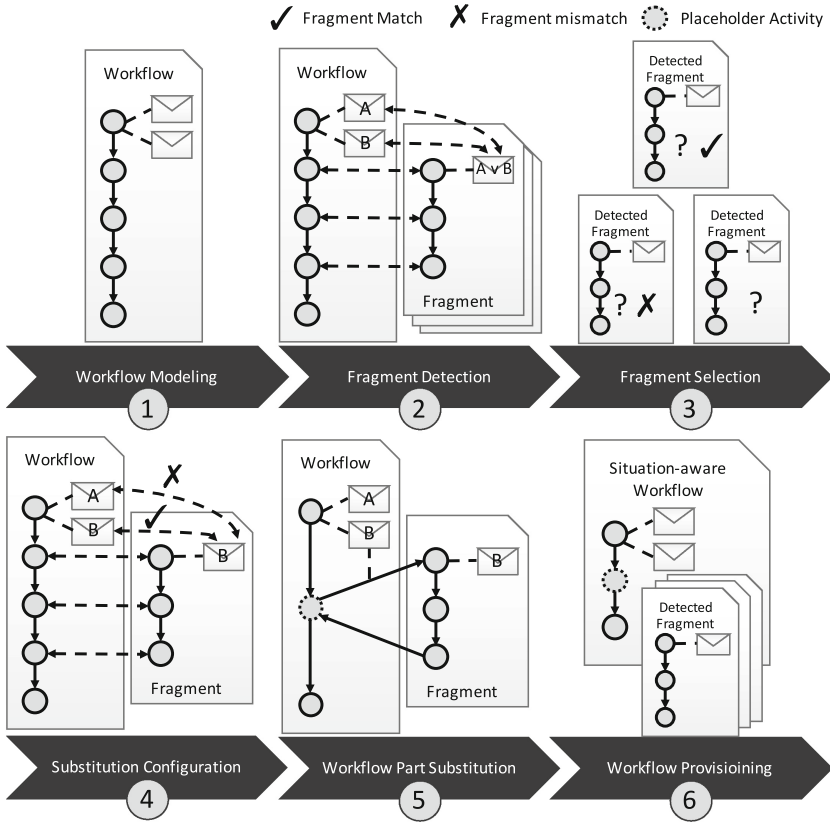 ✓ Fragment Match
✗ Fragment mismatch
Placeholder Activity
Workflow
Workflow
A
B
A v B
Fragment
Detected
Fragment
? ✓
Detected
Fragment
? ✗
Detected
Fragment
?
Workflow Modeling
1
Fragment Detection
2
Fragment Selection
3
Workflow
A
✗
B
✓
B
Fragment
Workflow
A
B
B
Fragment
Situation-aware
Workflow
Detected
Fragment
Substitution Configuration
4
Workflow Part Substitution
5
Workflow Provisioining
6